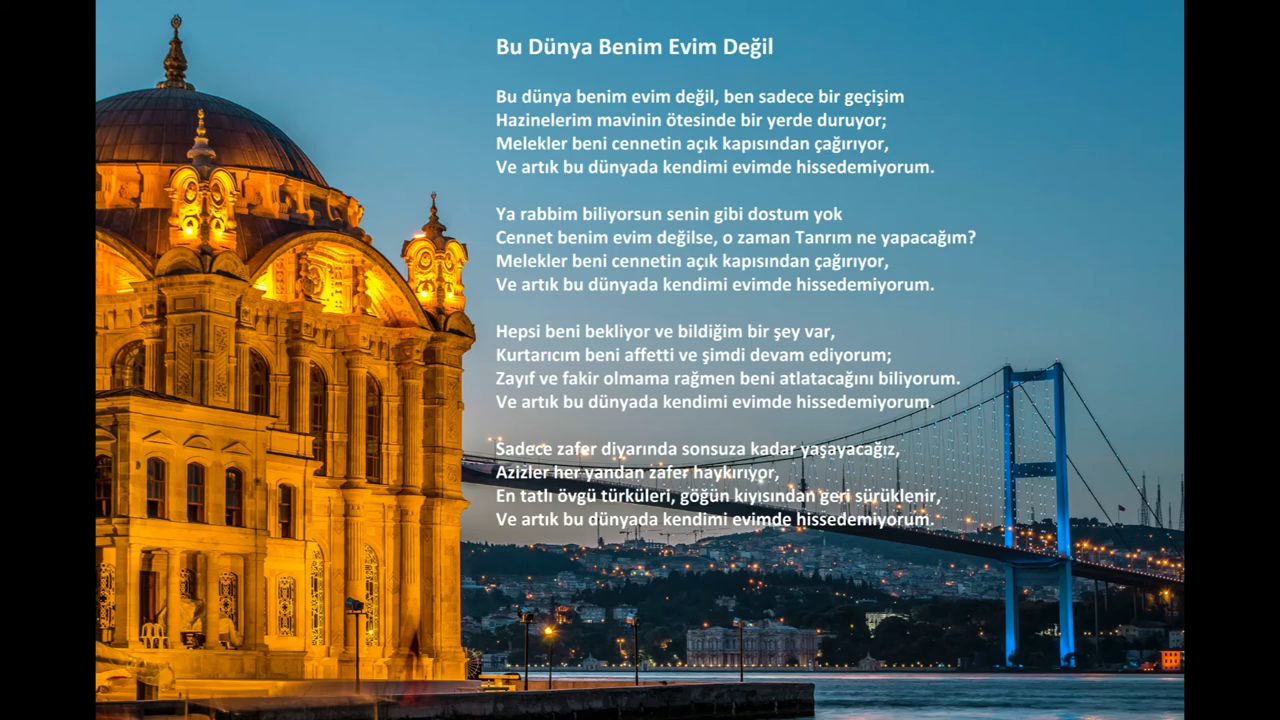 Bu Dünya Benim Evim Değil
Bu dünya benim evim değil, ben sadece bir geçişim
Hazinelerim mavinin ötesinde bir yerde duruyor;
Melekler beni cennetin açık kapısından çağırıyor,
Ve artık bu dünyada kendimi evimde hissedemiyorum.
Ya rabbim biliyorsun senin gibi dostum yok
Cennet benim evim değilse, o zaman Tanrım ne yapacağım?
Melekler beni cennetin açık kapısından çağırıyor,
Ve artık bu dünyada kendimi evimde hissedemiyorum.
Hepsi beni bekliyor ve bildiğim bir şey var,
Kurtarıcım beni affetti ve şimdi devam ediyorum;
Zayıf ve fakir olmama rağmen beni atlatacağını biliyorum.
Ve artık bu dünyada kendimi evimde hissedemiyorum.
Sadece zafer diyarında sonsuza kadar yaşayacağız,
Azizler her yandan zafer haykırıyor,
En tatlı övgü türküleri, göğün kıyısından geri sürüklenir,
Ve artık bu dünyada kendimi evimde hissedemiyorum.